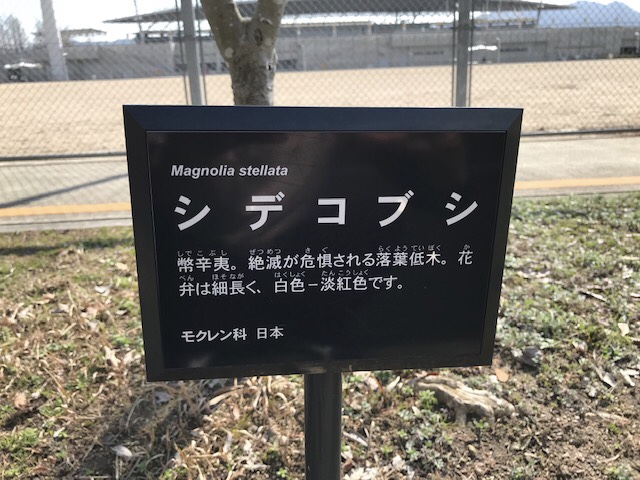 Magnolia stellata
シデコブシ
幣辛夷。絶滅が危惧される落葉低木。花
弁は細長く、白色－淡紅色です。
モクレン科 日本